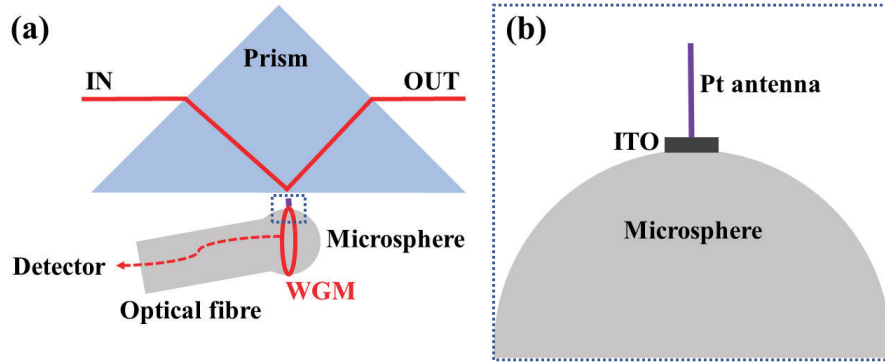 (a)
Prism
IN
OUT
Microsphere
Detector
WGM
Optical fibre
(b)
Pt antenna
ITO
Microsphere